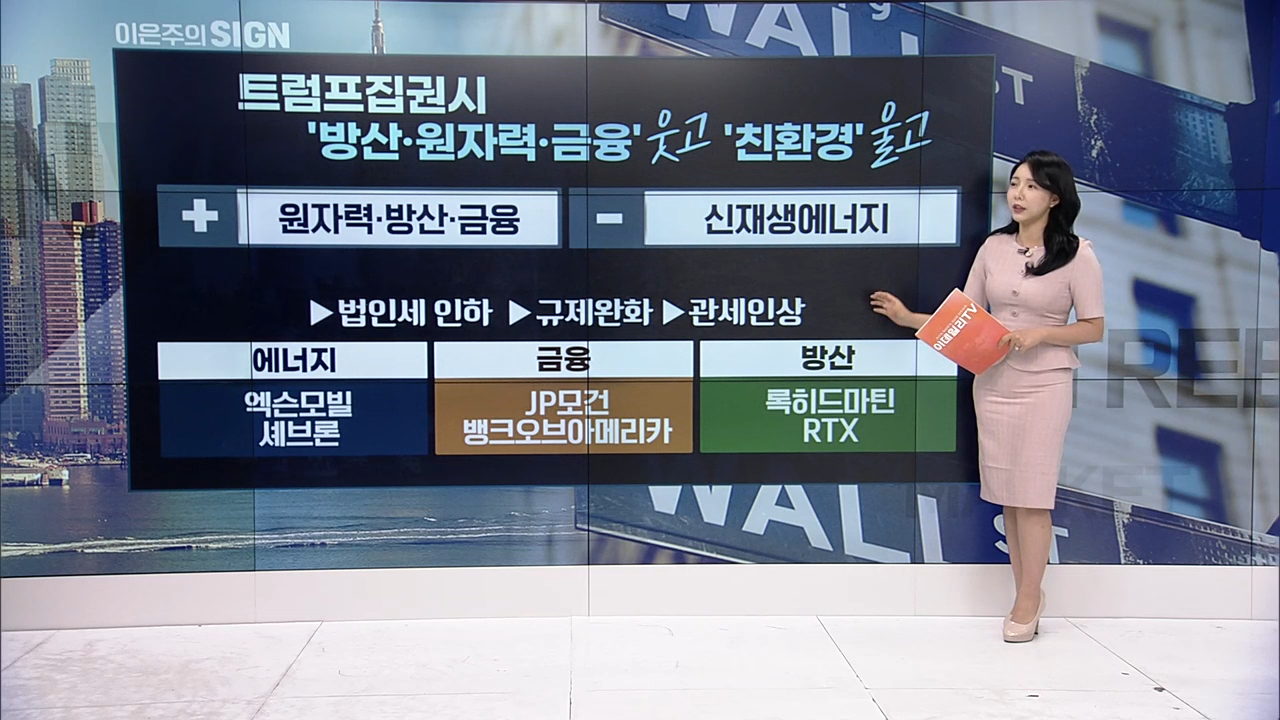 이은주의 SIGN
트럼프집권시
'방산·원자력·금융' 웃고 '친환경' 울고
+ 원자력·방산·금융
- 신재생에너지
▶법인세 인하 ▶규제완화 ▶관세인상
에너지
엑슨모빌
셰브론
금융
JP모건
뱅크오브아메리카
방산
록히드마틴
RTX
이데일리TV
WALL ST
WALL ST